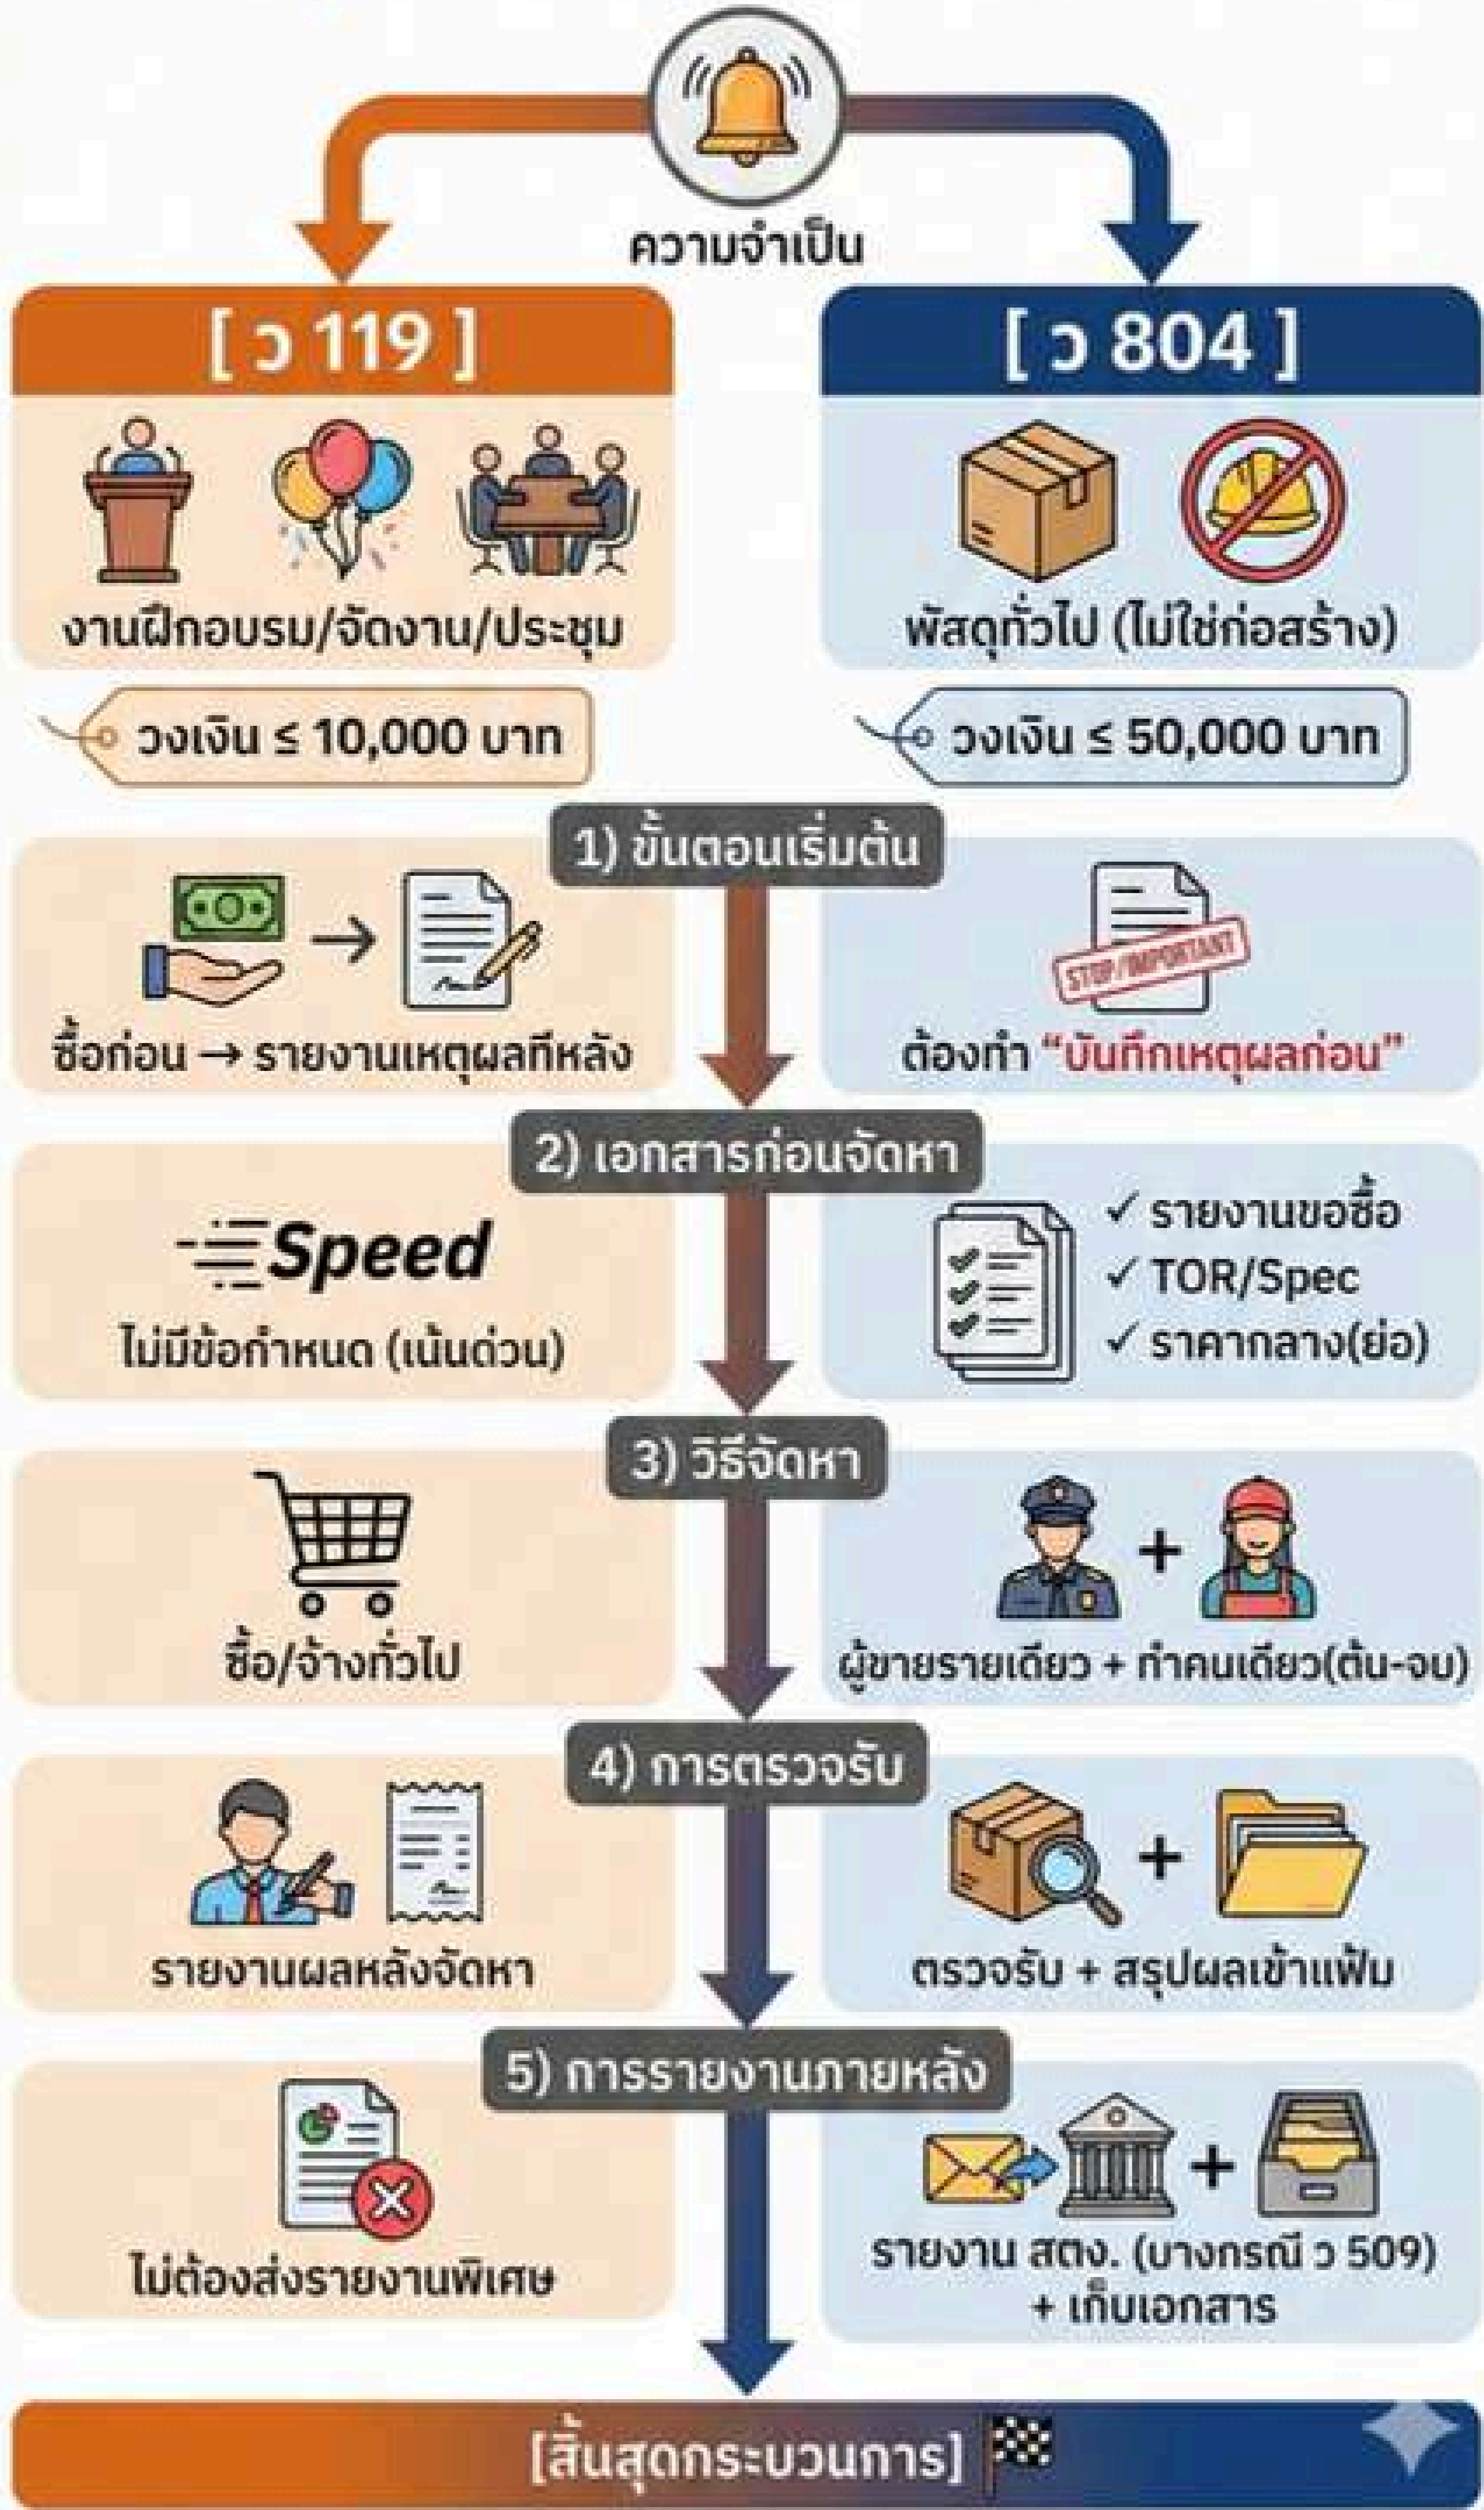 ความจำเป็น
[ ว 119 ]
[ ว 804 ]
งานฝึกอบรม/จัดงาน/ประชุม
พัสดุทั่วไป (ไม่ใช่ก่อสร้าง)
วงเงิน ≤ 10,000 บาท
วงเงิน ≤ 50,000 บาท
1) ขั้นตอนเริ่มต้น
ซื้อก่อน → รายงานเหตุผลทีหลัง
STOP/IMPORTANT
ต้องทำ “บันทึกเหตุผลก่อน”
2) เอกสารก่อนจัดหา
Speed
ไม่มีข้อกำหนด (เน้นด่วน)
✓ รายงานขอซื้อ
✓ TOR/Spec
✓ ราคากลาง(ย่อ)
3) วิธีจัดหา
ซื้อ/จ้างทั่วไป
ผู้ขายรายเดียว + ทำคนเดียว(ต้น-จบ)
4) การตรวจรับ
รายงานผลหลังจัดหา
ตรวจรับ + สรุปผลเข้าแฟ้ม
5) การรายงานภายหลัง
ไม่ต้องส่งรายงานพิเศษ
รายงาน สตง. (บางกรณี ว 509)
+ เก็บเอกสาร
[สิ้นสุดกระบวนการ]